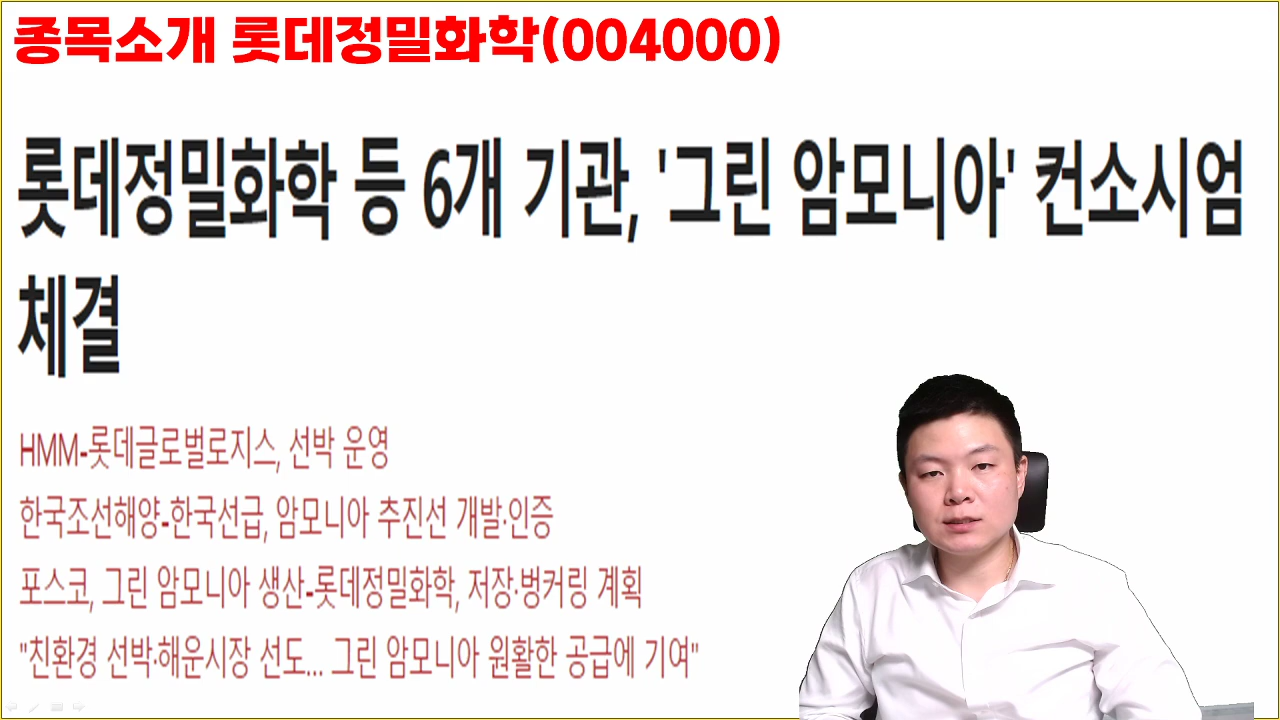 종목소개 롯데정밀화학(004000)
롯데정밀화학 등 6개 기관, '그린 암모니아' 컨소시엄
체결
HMM-롯데글로벌로지스, 선박 운영
한국조선해양-한국선급, 암모니아 추진선 개발·인증
포스코, 그린 암모니아 생산-롯데정밀화학, 저장·벙커링 계획
"친환경 선박·해운시장 선도... 그린 암모니아 원활한 공급에 기여"